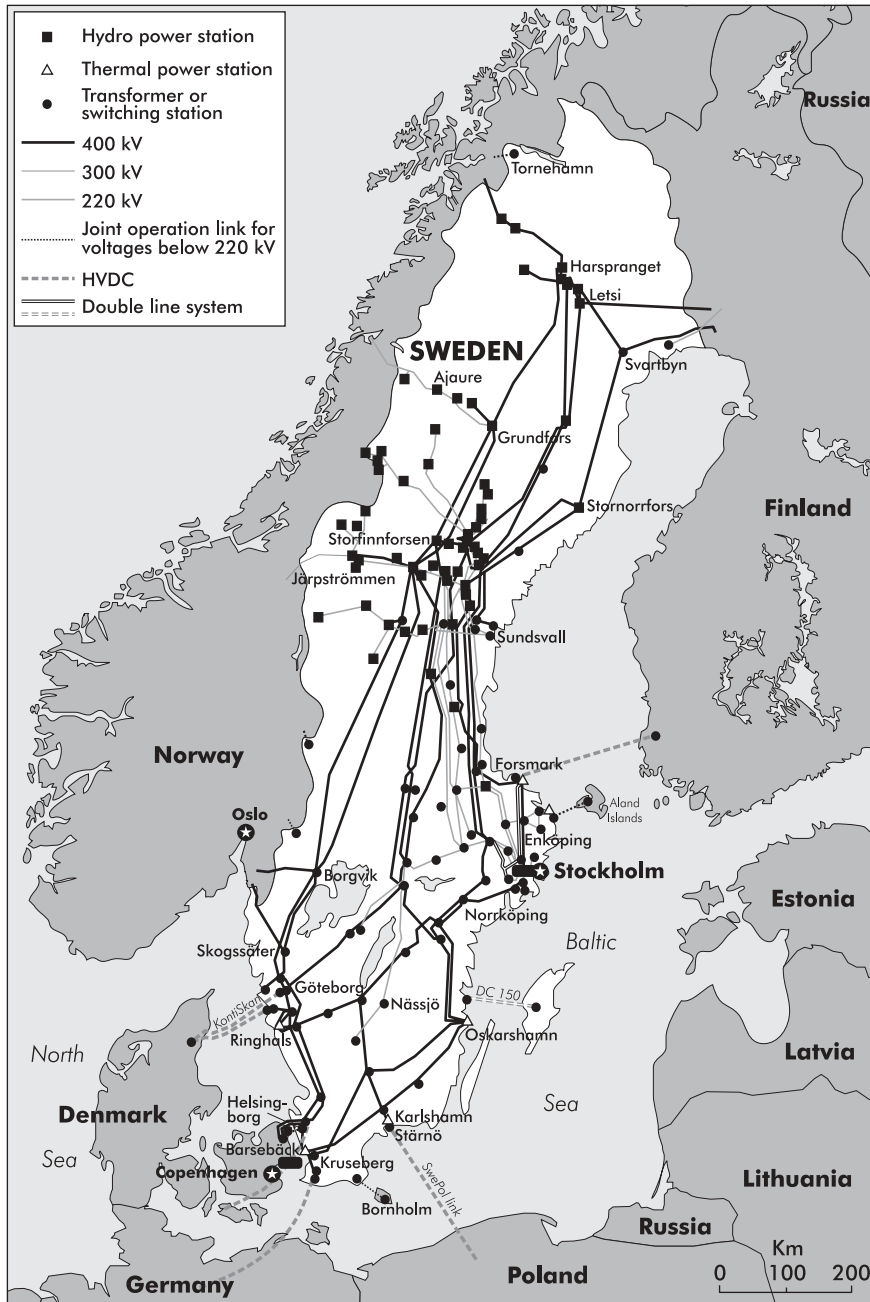 Hydro power station
Thermal power station
Transformer or
switching station
400 kV
300 kV
220 kV
Joint operation link for
voltages below 220 kV
HVDC
Double line system
Russia
Tornehamn
Harspranget
Letsi
SWEDEN
Svartbyn
Ajaure
Grundfors
Stornorrfors
Finland
Storfinnforsen
Järpströmmen
Sundsvall
Norway
Forsmark
Aland
Islands
Oslo
Enköping
Stockholm
Borgvik
Estonia
Norrköping
Baltic
Skogssäter
Göteborg
DC 150
KontiSkan
Nässjö
North
Ringhals
Oskarshamn
Latvia
Helsing-
borg
Denmark
Sea
Karlshamn
Stärnö
Sea
Barsebäck
Copenhagen
Kruseberg
Lithuania
SwePol link
Bornholm
Russia
Km
Germany
Poland
0 100 200